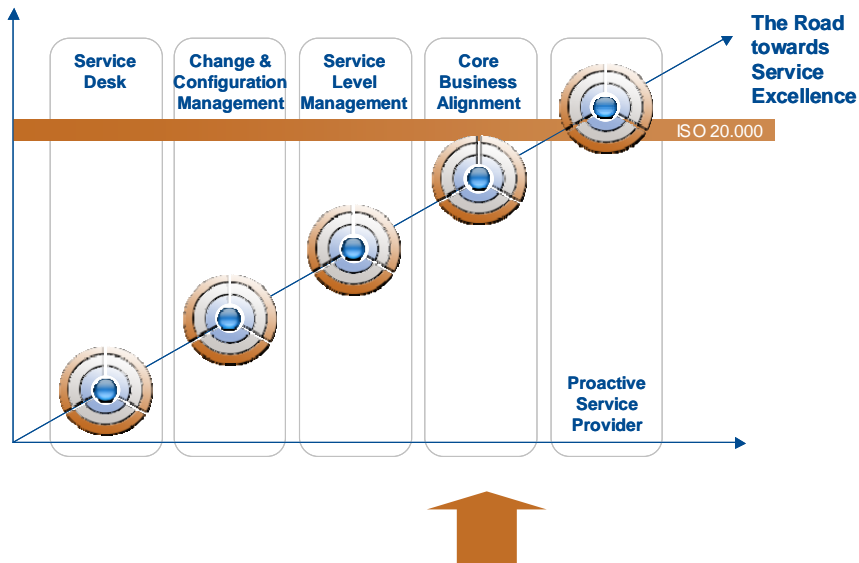 Service
Desk
Change &
Configuration
Management
Service
Level
Management
Core
Business
Alignment
The Road
towards
Service
Excellence
ISO 20.000
Proactive
Service
Provider